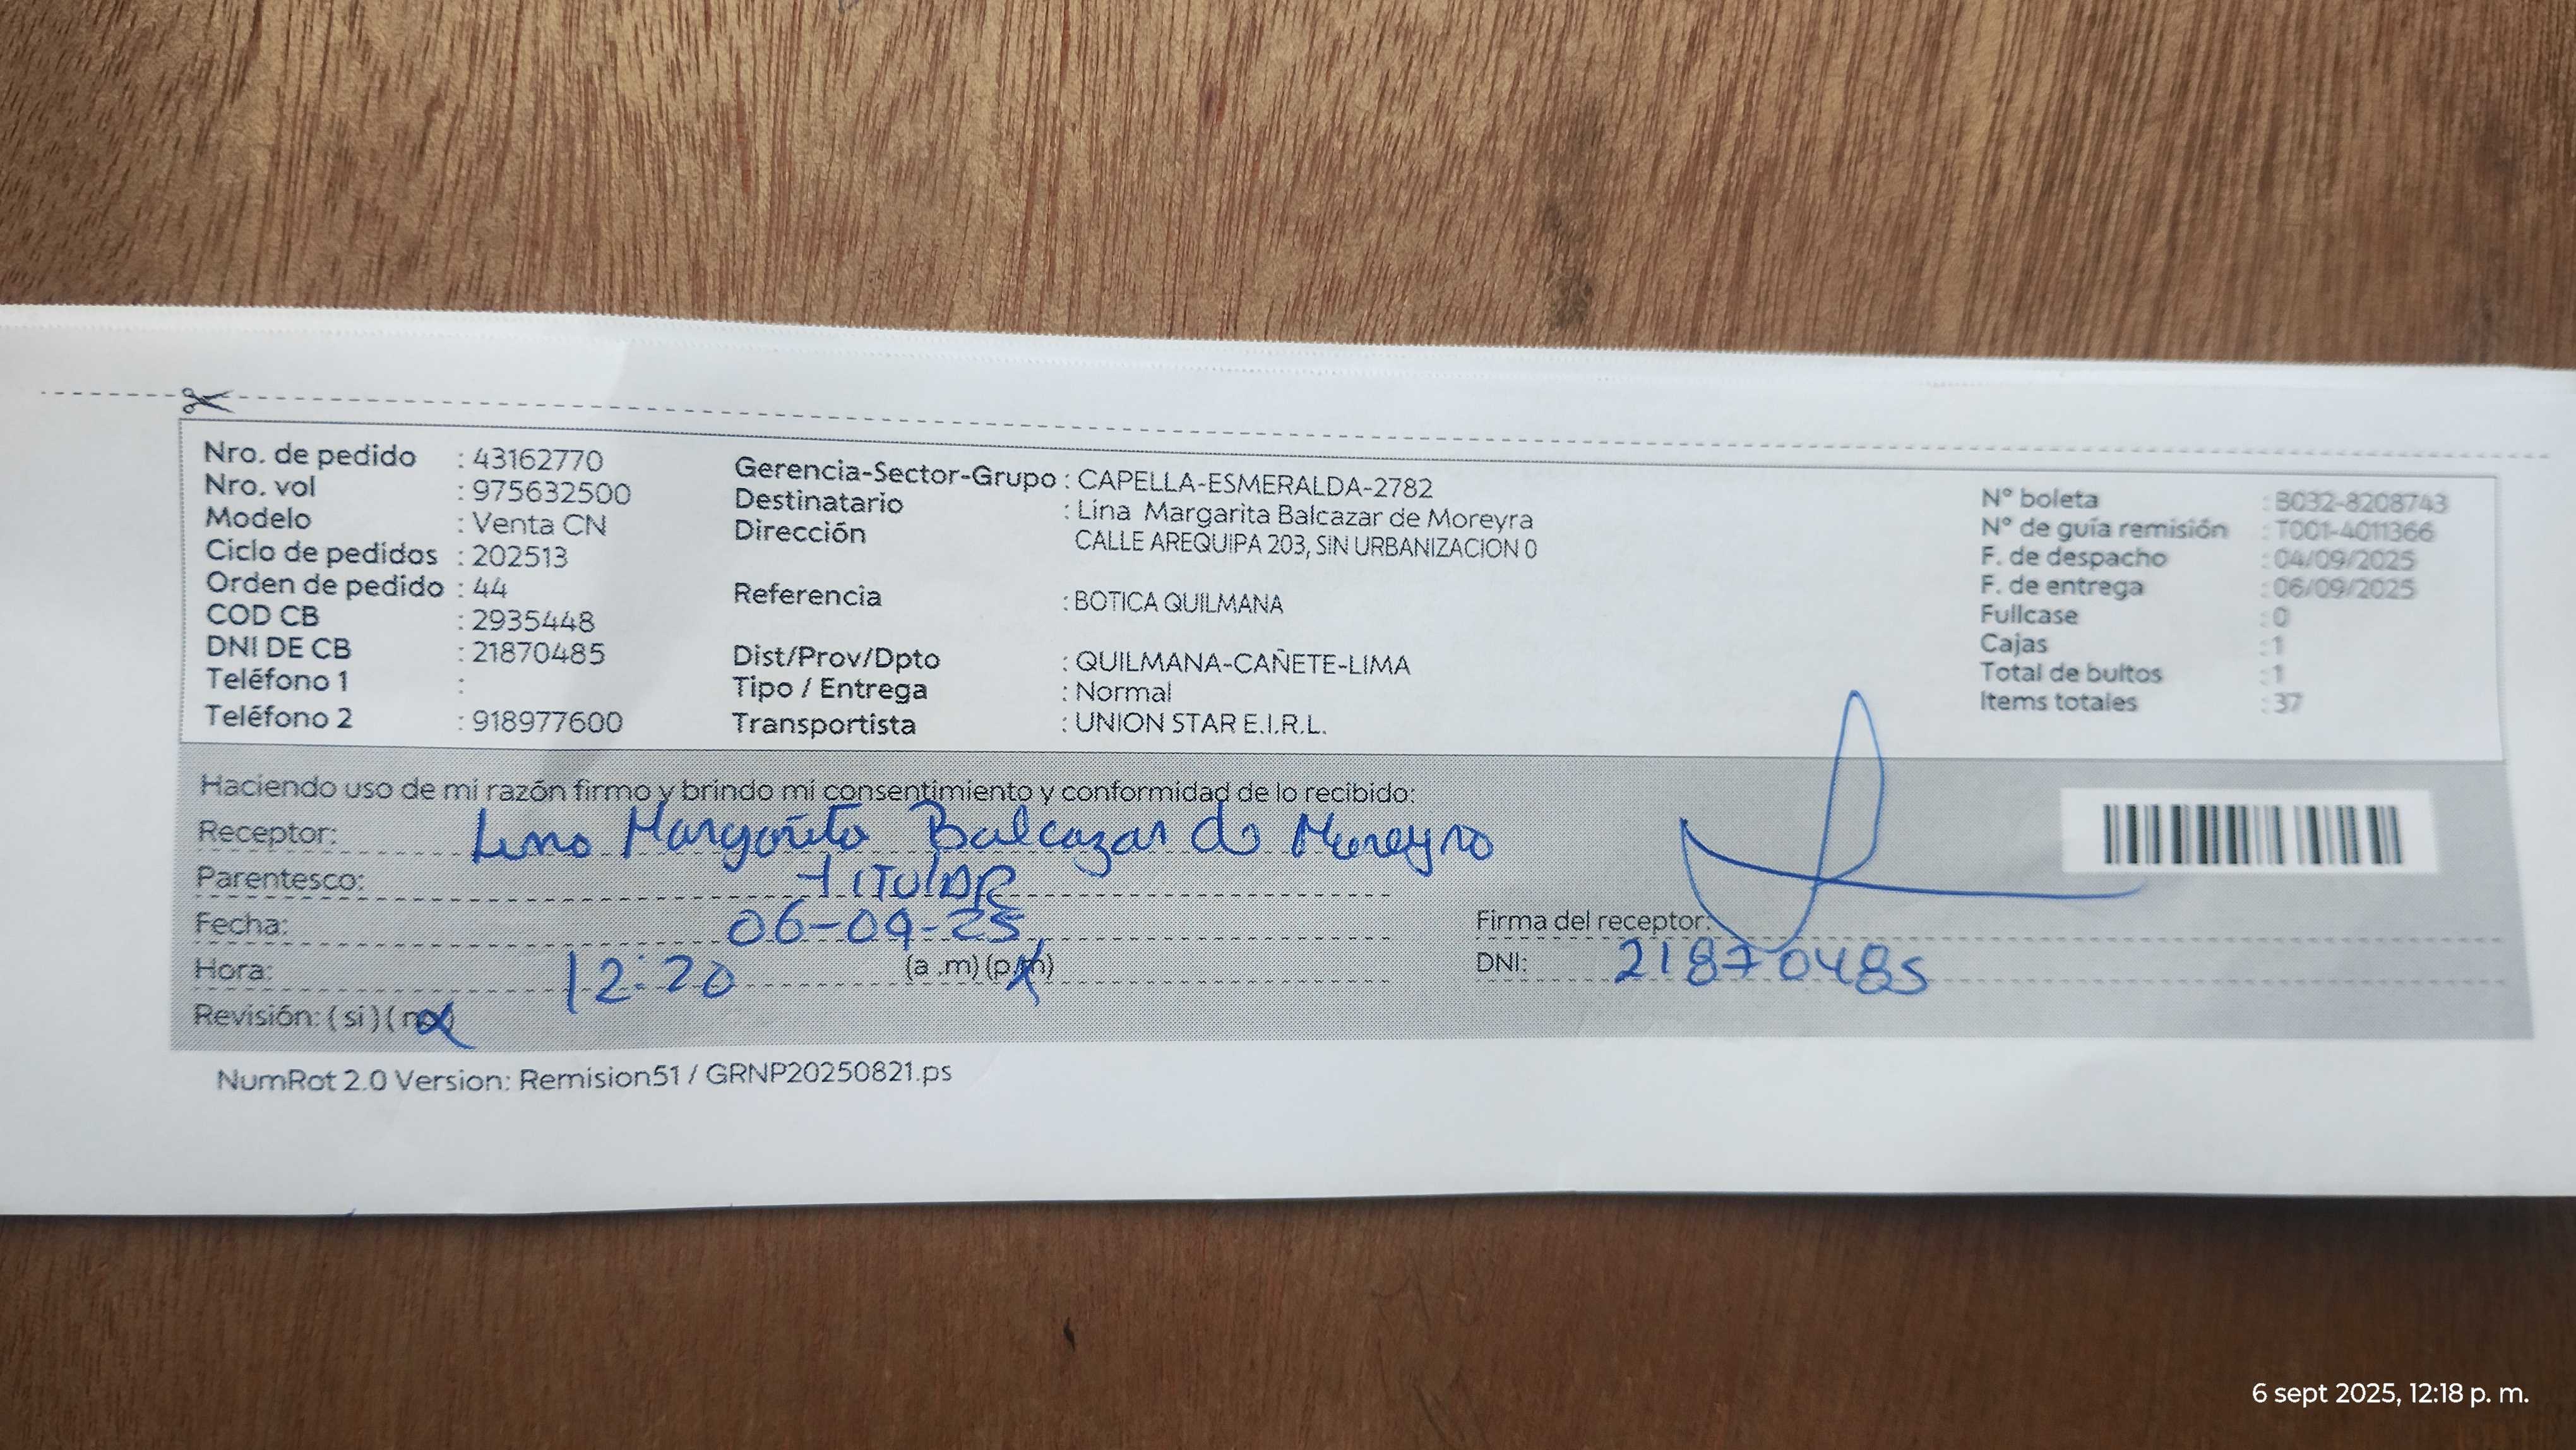 Nro. de pedido : 43162770
Nro. vol : 975632500
Modelo : Venta CN
Ciclo de pedidos : 202513
Orden de pedido : 44
COD CB : 2935448
DNI DE CB : 21870485
Teléfono 1 :
Teléfono 2 : 918977600
Gerencia-Sector-Grupo : CAPELLA-ESMERALDA-2782
Destinatario : Lina Margarita Balcazar de Moreyra
Dirección CALLE AREQUIPA 203, SIN URBANIZACION 0
Referencia : BOTICA QUILMANA
Dist/Prov/Dpto : QUILMANA-CAÑETE-LIMA
Tipo / Entrega : Normal
Transportista : UNION STAR E.I.R.L.
N° boleta : B032-8208743
N° de guía remisión : T001-4011366
F. de despacho : 04/09/2025
F. de entrega : 06/09/2025
Fullcase : 0
Cajas : 1
Total de bultos : 1
Items totales : 37
Haciendo uso de mi razón firmo y brindo mi consentimiento y conformidad de lo recibido:
Receptor: Lina Margarita Balcazar de Moreyra
Parentesco: TITULAR
Fecha: 06-09-25
Hora: 12:20 (a .m) (p.m)
Revisión: ( si ) ( no )
Firma del receptor:
DNI: 21870485
NumRot 2.0 Version: Remision51 / GRNP20250821.ps
6 sept 2025, 12:18 p. m.